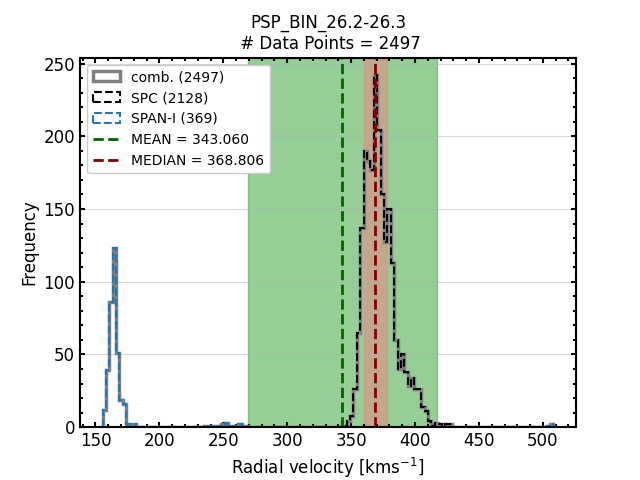 PSP_BIN_26.2-26.3
# Data Points = 2497
comb. (2497)
SPC (2128)
SPAN-I (369)
MEAN = 343.060
MEDIAN = 368.806
Frequency
250
200
150
100
50
0
150 200 250 300 350 400 450 500
Radial velocity [kms⁻¹]